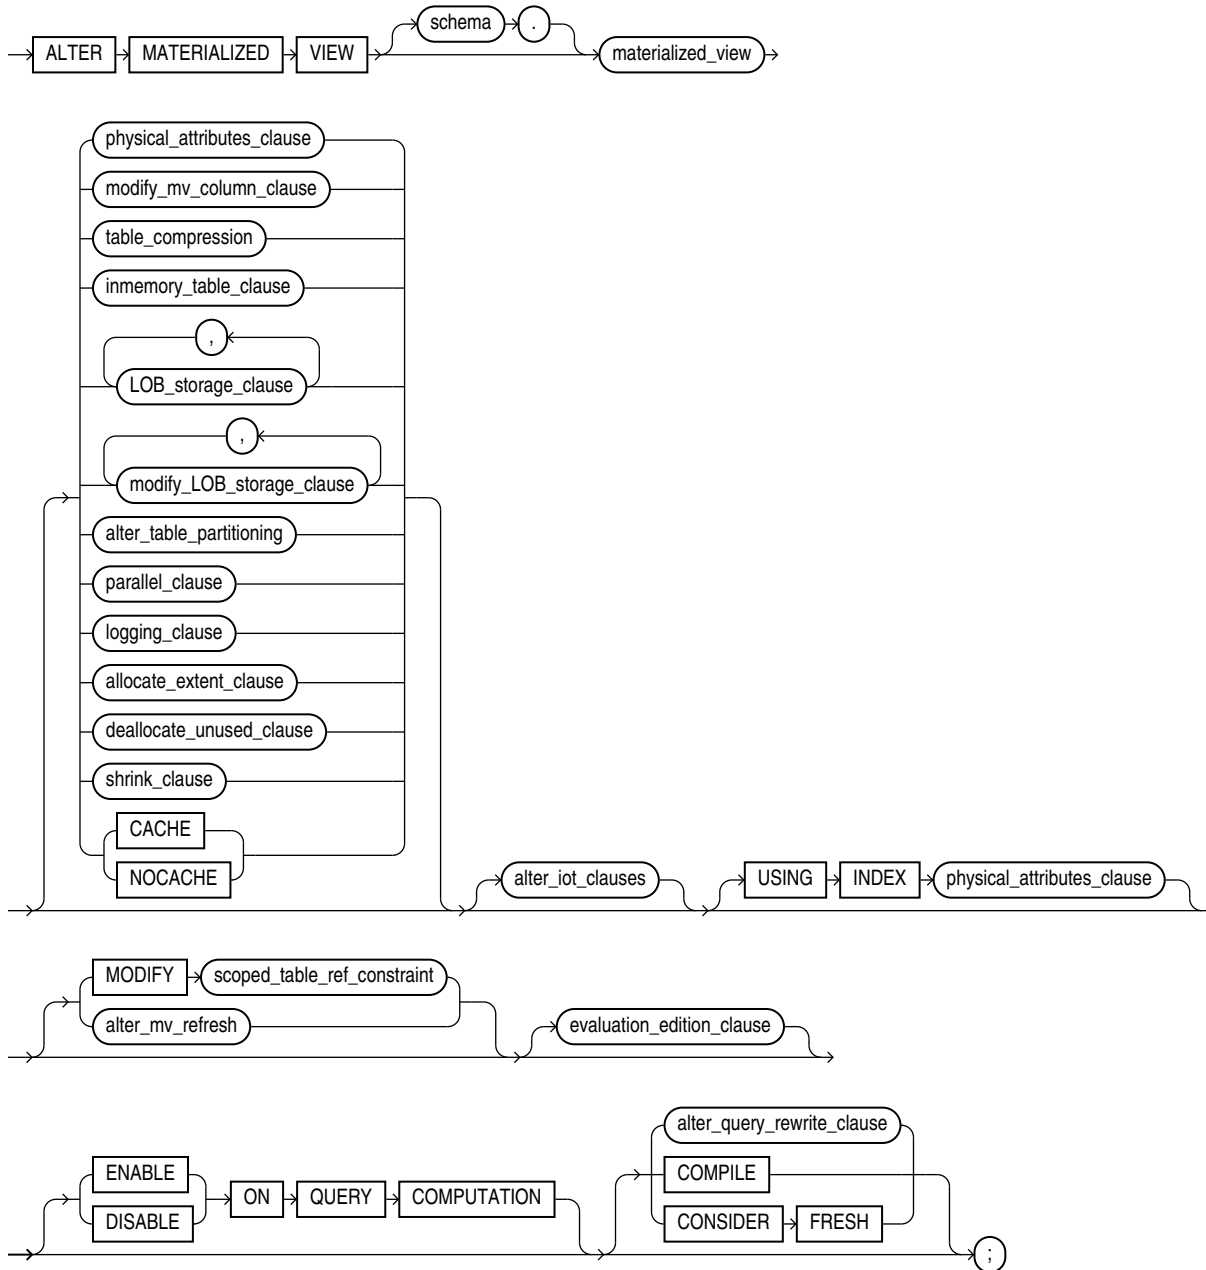 schema .
ALTER MATERIALIZED VIEW materialized_view
physical_attributes_clause
modify_mv_column_clause
table_compression
inmemory_table_clause
,
LOB_storage_clause
,
modify_LOB_storage_clause
alter_table_partitioning
parallel_clause
logging_clause
allocate_extent_clause
deallocate_unused_clause
shrink_clause
CACHE
NOCACHE alter_iot_clauses USING INDEX physical_attributes_clause
MODIFY scoped_table_ref_constraint
alter_mv_refresh evaluation_edition_clause
alter_query_rewrite_clause
ENABLE COMPILE
ON QUERY COMPUTATION
DISABLE CONSIDER FRESH
;